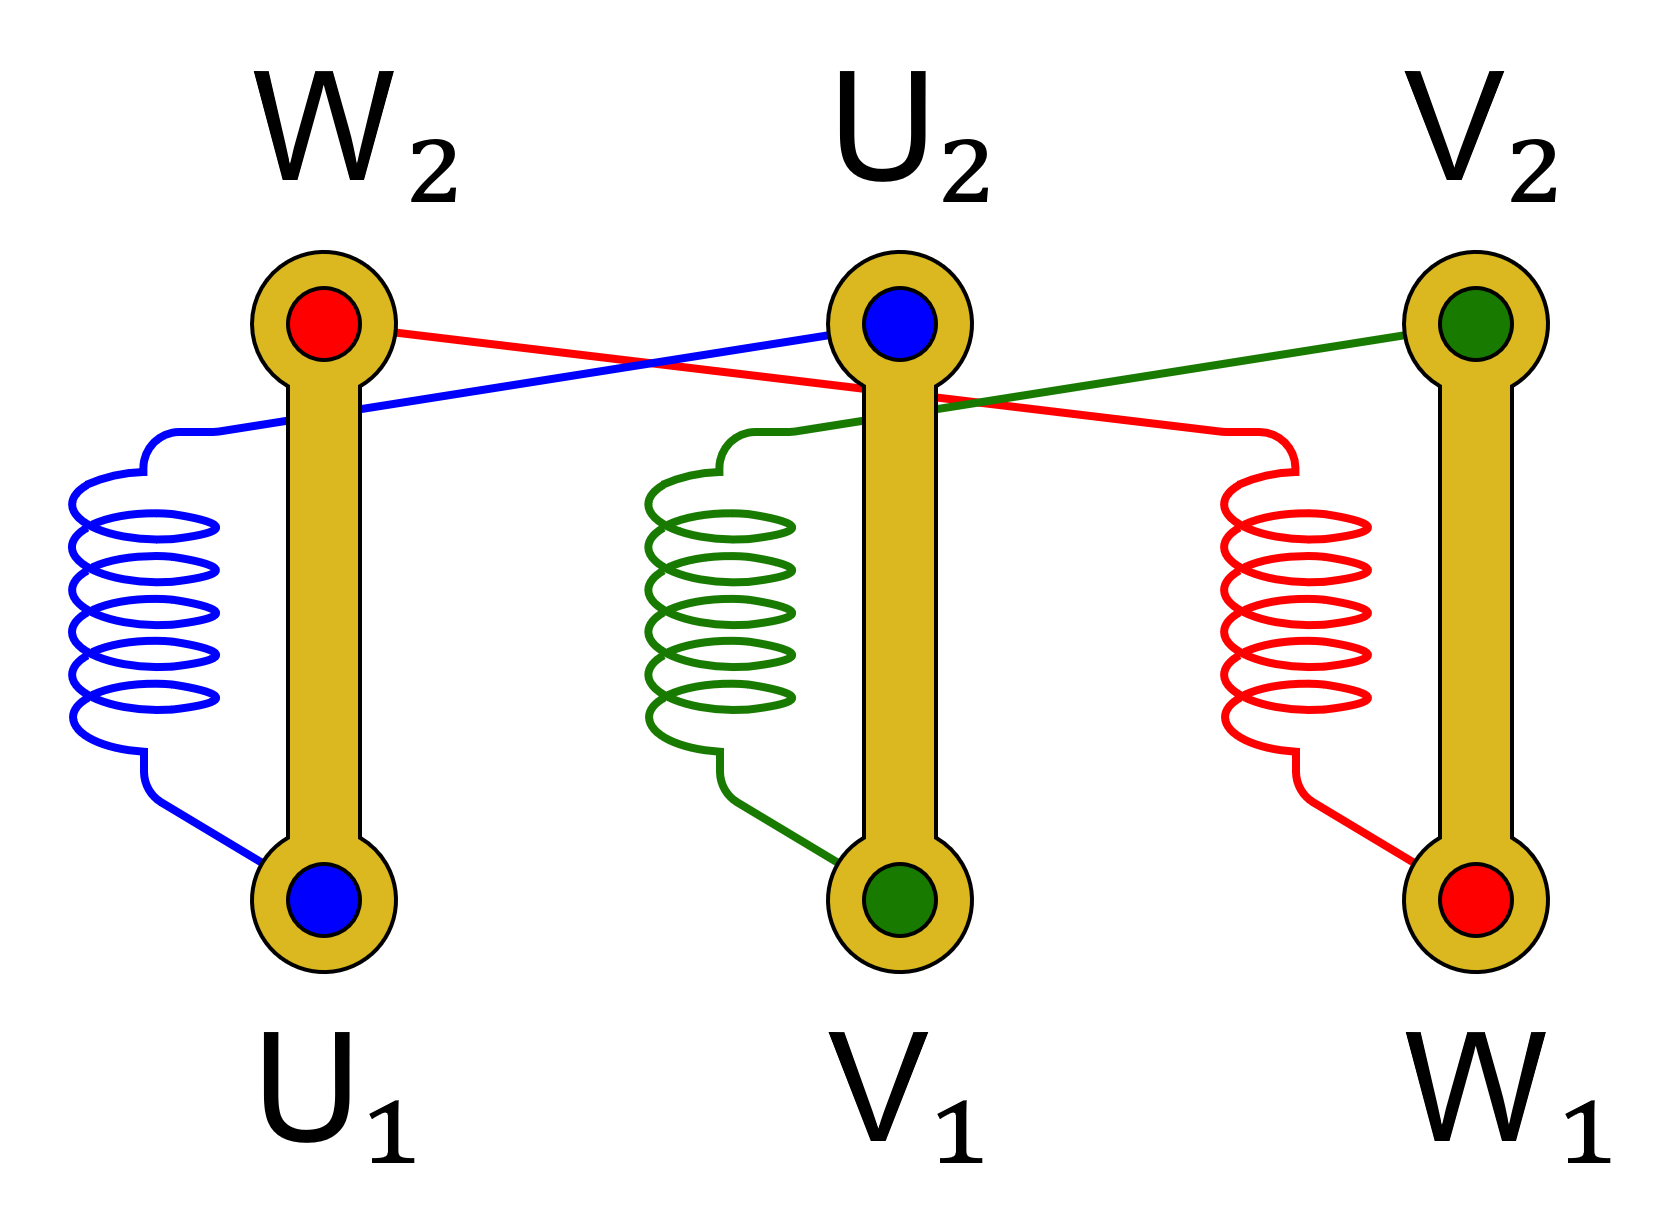 W₂ U₂ V₂
U₁ V₁ W₁